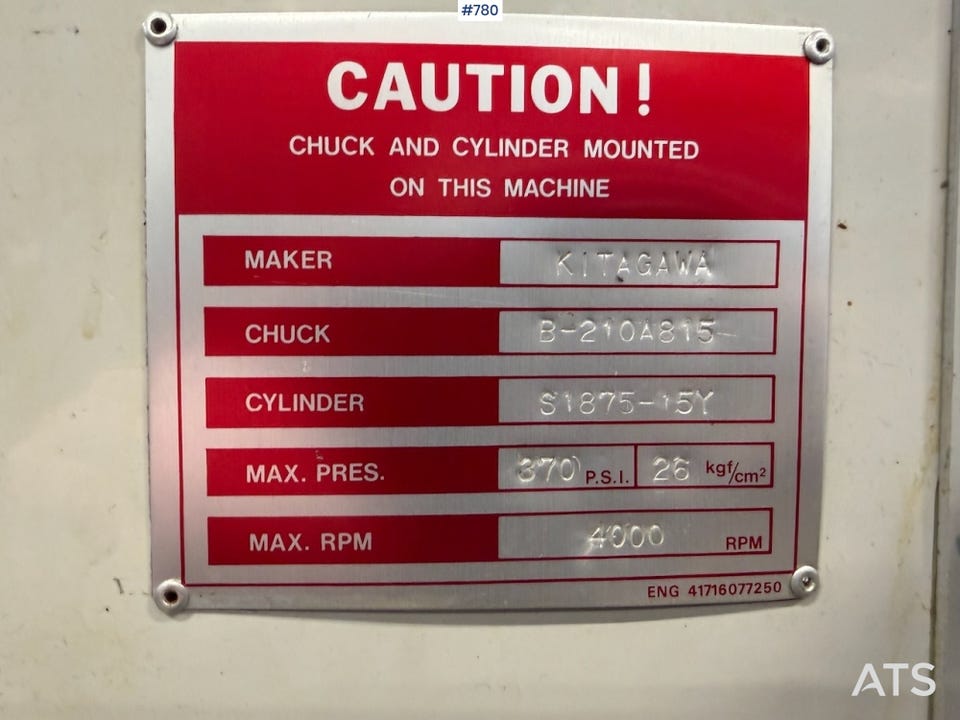 #780
CAUTION!
CHUCK AND CYLINDER MOUNTED
ON THIS MACHINE
MAKER KITAGAWA
CHUCK B-210A815-
CYLINDER S1875-15Y
MAX. PRES. 370 P.S.I. 26 kgf/cm²
MAX. RPM 4000 RPM
ENG 41716077250
ATS